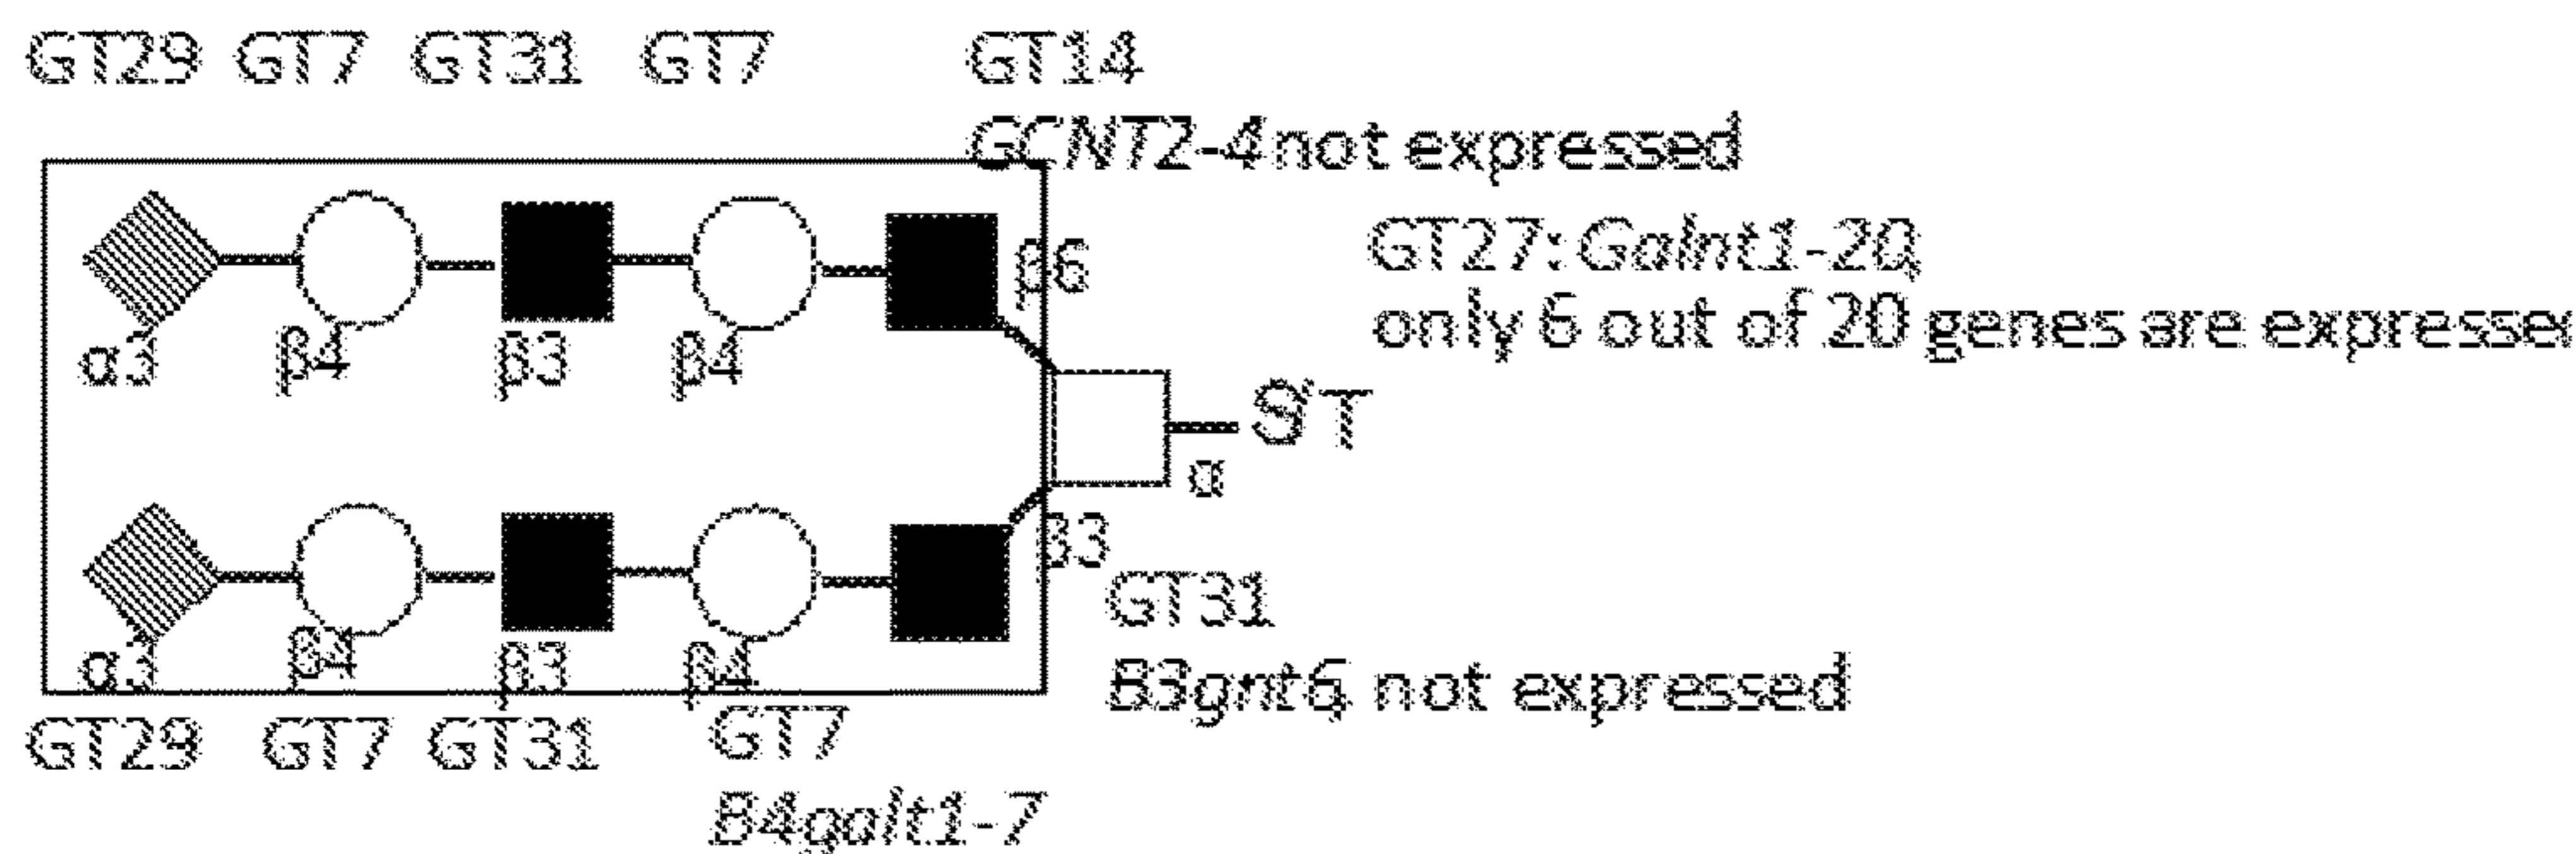 GT29 GT7 GT31 GT7 GT14
GCNT2-4 not expressed
GT27: Galnt1-20,
only 6 out of 20 genes are expresse
β6
α3 β4 β3 β4
S/T
α
β3
GT31
α3 β4 β3 β4
B3gnt6, not expressed
GT29 GT7 GT31 GT7
B4galt1-7